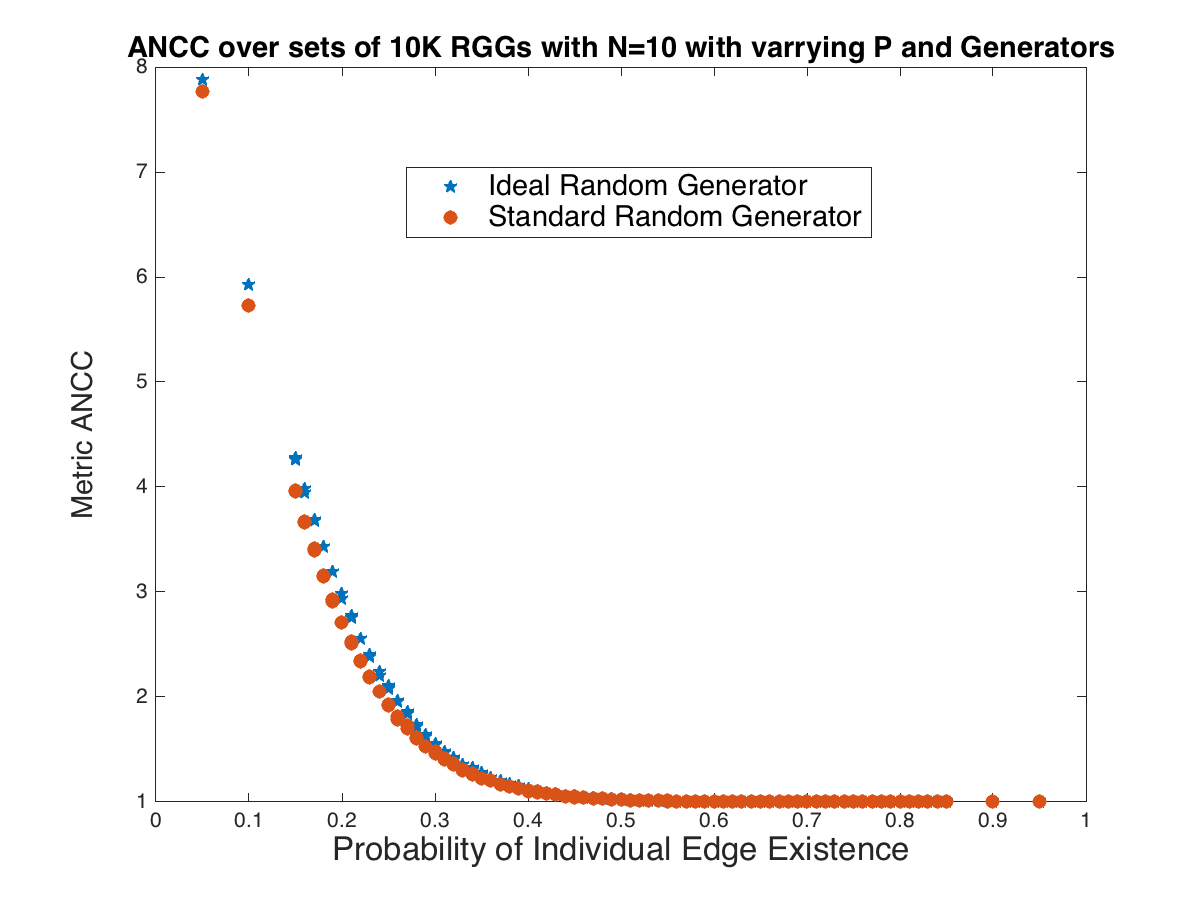 ANCC over sets of 10K RGGs with N=10 with varrying P and Generators
8
7
6
5
4
3
2
1
Metric ANCC
Ideal Random Generator
Standard Random Generator
0 0.1 0.2 0.3 0.4 0.5 0.6 0.7 0.8 0.9 1
Probability of Individual Edge Existence